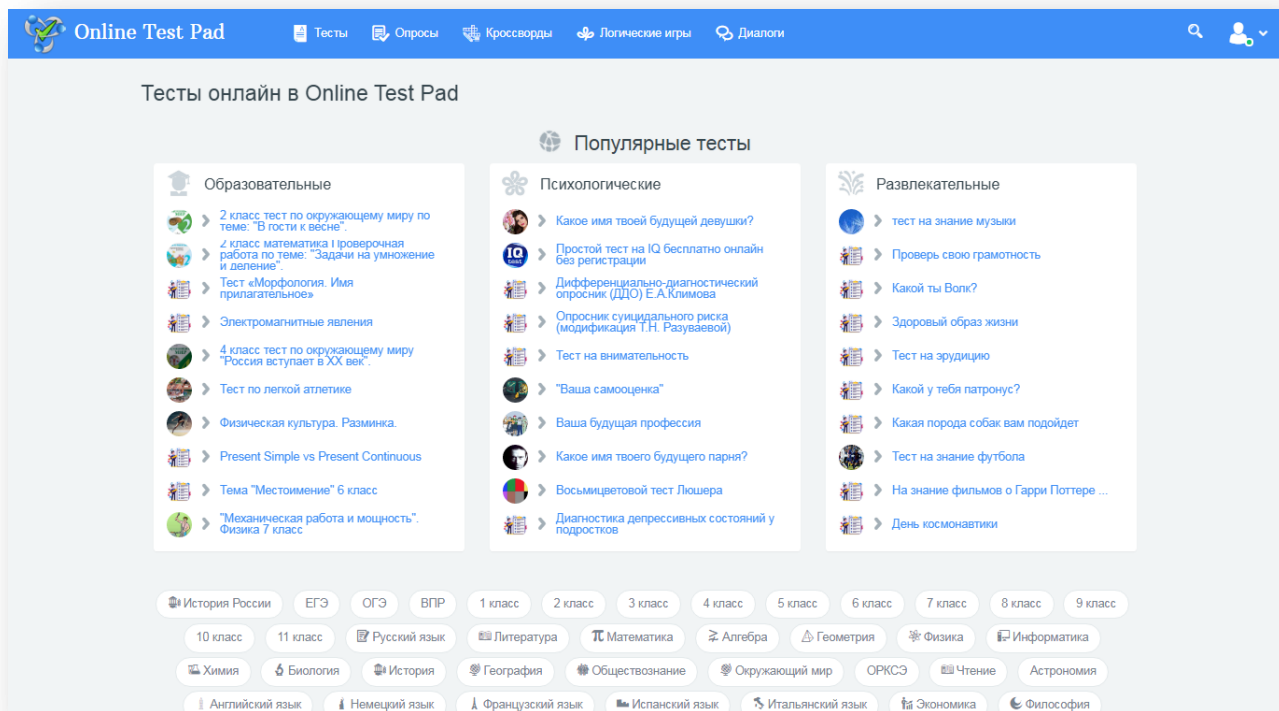 Online Test Pad
Тесты
Опросы
Кроссворды
Логические игры
Диалоги
Тесты онлайн в Online Test Pad
Популярные тесты
Образовательные
2 класс тест по окружающему миру по
теме: "В гости к весне".
2 класс математика Проверочная
работа по теме: "Задачи на умножение
и деление".
Тест «Морфология. Имя
прилагательное»
Электромагнитные явления
4 класс тест по окружающему миру
"Россия вступает в XX век".
Тест по легкой атлетике
Физическая культура. Разминка.
Present Simple vs Present Continuous
Тема "Местоимение" 6 класс
"Механическая работа и мощность".
Физика 7 класс
Психологические
Какое имя твоей будущей девушки?
IQ
test
Простой тест на IQ бесплатно онлайн
без регистрации
Дифференциально-диагностический
опросник (ДДО) Е.А.Климова
Опросник суицидального риска
(модификация Т.Н. Разуваевой)
Тест на внимательность
"Ваша самооценка"
Ваша будущая профессия
Какое имя твоего будущего парня?
Восьмицветовой тест Люшера
Диагностика депрессивных состояний у
подростков
Развлекательные
тест на знание музыки
Проверь свою грамотность
Какой ты Волк?
Здоровый образ жизни
Тест на эрудицию
Какой у тебя патронус?
Какая порода собак вам подойдет
Тест на знание футбола
На знание фильмов о Гарри Поттере ...
День космонавтики
История России ЕГЭ ОГЭ ВПР 1 класс 2 класс 3 класс 4 класс 5 класс 6 класс 7 класс 8 класс 9 класс
10 класс 11 класс Русский язык Литература Математика Алгебра Геометрия Физика Информатика
Химия Биология История География Обществознание Окружающий мир ОРКСЭ Чтение Астрономия
Английский язык Немецкий язык Французский язык Испанский язык Итальянский язык Экономика Философия